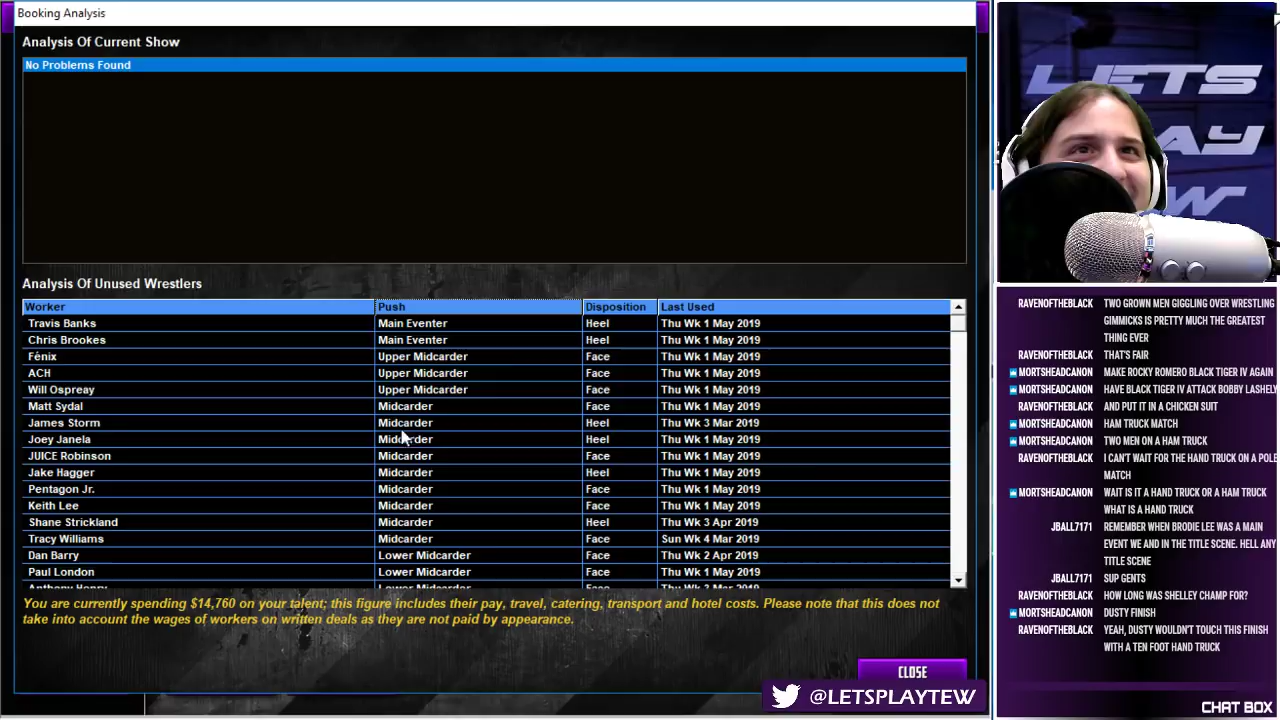 Booking Analysis
Analysis Of Current Show
No Problems Found
Analysis Of Unused Wrestlers
Worker Push Disposition Last Used
Travis Banks Main Eventer Heel Thu Wk 1 May 2019
Chris Brookes Main Eventer Heel Thu Wk 1 May 2019
Fénix Upper Midcarder Face Thu Wk 1 May 2019
ACH Upper Midcarder Face Thu Wk 1 May 2019
Will Ospreay Upper Midcarder Face Thu Wk 1 May 2019
Matt Sydal Midcarder Face Thu Wk 1 May 2019
James Storm Midcarder Heel Thu Wk 3 Mar 2019
Joey Janela Midcarder Heel Thu Wk 1 May 2019
JUICE Robinson Midcarder Face Thu Wk 1 May 2019
Jake Hagger Midcarder Heel Thu Wk 1 May 2019
Pentagon Jr. Midcarder Face Thu Wk 1 May 2019
Keith Lee Midcarder Face Thu Wk 1 May 2019
Shane Strickland Midcarder Heel Thu Wk 3 Apr 2019
Tracy Williams Midcarder Face Sun Wk 4 Mar 2019
Dan Barry Lower Midcarder Face Thu Wk 2 Apr 2019
Paul London Lower Midcarder Face Thu Wk 1 May 2019
Anthony Henry Lower Midcarder Face
You are currently spending $14,760 on your talent; this figure includes their pay, travel, catering, transport and hotel costs. Please note that this does not
take into account the wages of workers on written deals as they are not paid by appearance.
CLOSE
@LETSPLAYTEW
LETS
RAVENOFTHEBLACK TWO GROWN MEN GIGGLING OVER WRESTLING
GIMMICKS IS PRETTY MUCH THE GREATEST
THING EVER
RAVENOFTHEBLACK THAT'S FAIR
MORTSHEADCANON MAKE ROCKY ROMERO BLACK TIGER IV AGAIN
MORTSHEADCANON HAVE BLACK TIGER IV ATTACK BOBBY LASHELY
RAVENOFTHEBLACK AND PUT IT IN A CHICKEN SUIT
MORTSHEADCANON HAM TRUCK MATCH
MORTSHEADCANON TWO MEN ON A HAM TRUCK
RAVENOFTHEBLACK I CAN'T WAIT FOR THE HAND TRUCK ON A POLE
MATCH
MORTSHEADCANON WAIT IS IT A HAND TRUCK OR A HAM TRUCK
WHAT IS A HAND TRUCK
JBALL7171 REMEMBER WHEN BRODIE LEE WAS A MAIN
EVENT WE AND IN THE TITLE SCENE. HELL ANY
TITLE SCENE
JBALL7171 SUP GENTS
RAVENOFTHEBLACK HOW LONG WAS SHELLEY CHAMP FOR?
MORTSHEADCANON DUSTY FINISH
RAVENOFTHEBLACK YEAH, DUSTY WOULDN'T TOUCH THIS FINISH
WITH A TEN FOOT HAND TRUCK
CHAT BOX